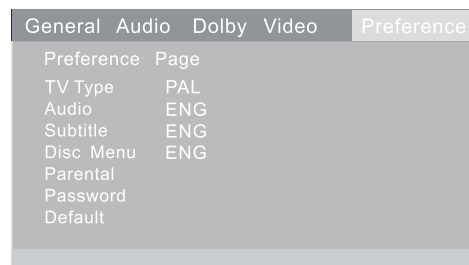 General Audio Dolby Video Preference
Preference Page
TV Type PAL
Audio ENG
Subtitle ENG
Disc Menu ENG
Parental
Password
Default